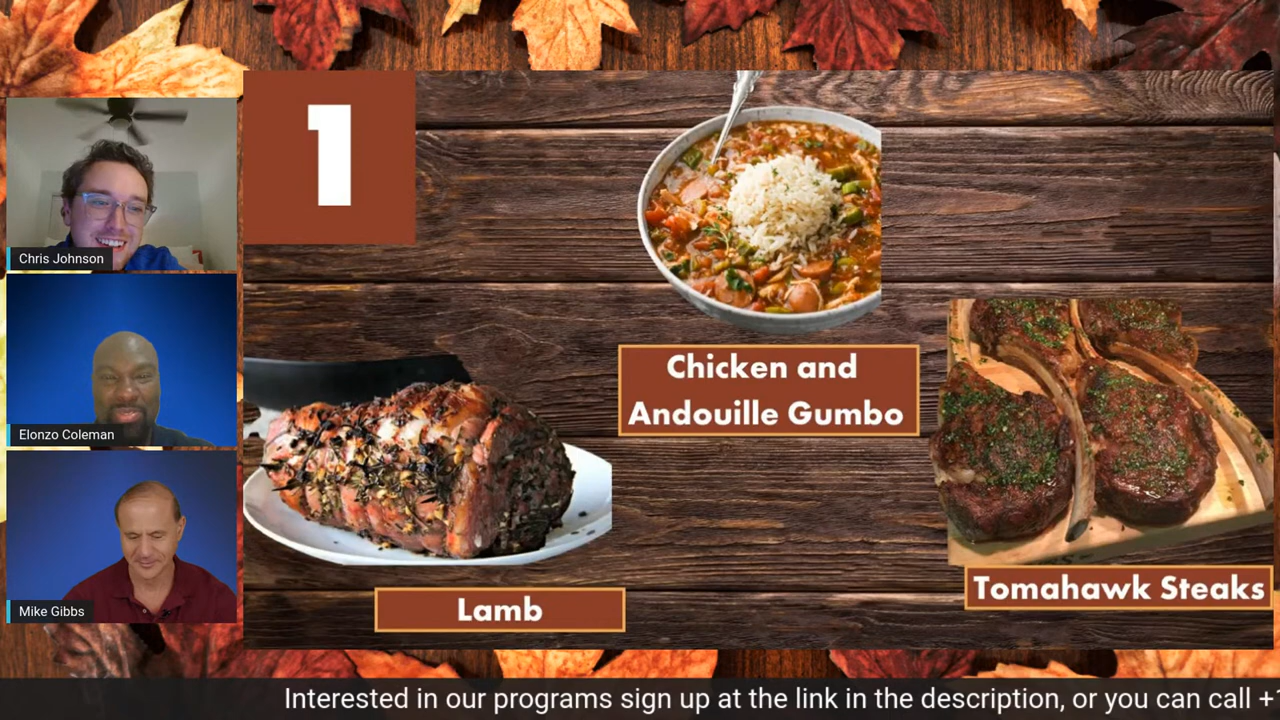 1
Chris Johnson
Elonzo Coleman
Mike Gibbs
Chicken and
Andouille Gumbo
Lamb
Tomahawk Steaks
Interested in our programs sign up at the link in the description, or you can call +